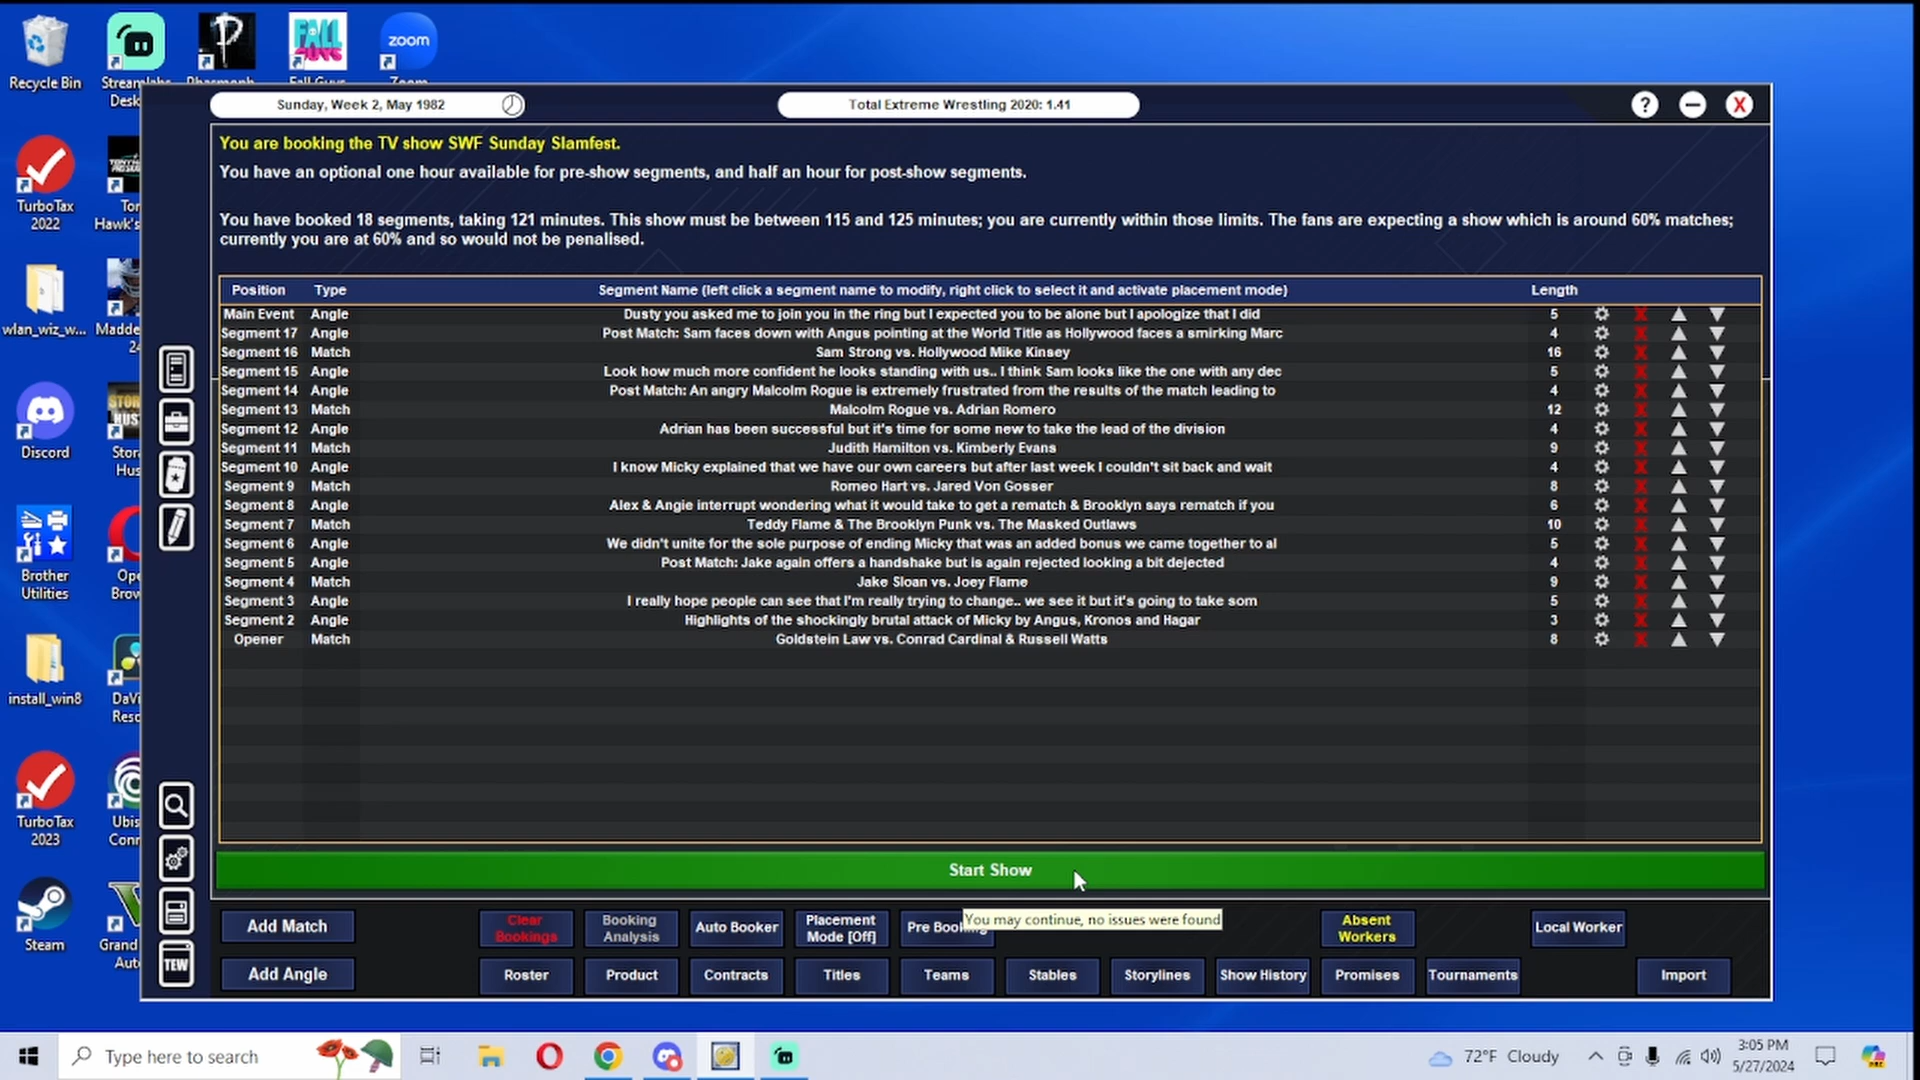 Recycle Bin
Streamlabs
Desk
Phasmoph
Fall Guys
zoom
Zoom
TurboTax
2022
Ton
Hawk's
wlan_wiz_w...
Madde
24
Discord
Stora
Hus
Brother
Utilities
Ope
Brow
install_win8
DaVi
Reso
TurboTax
2023
Ubis
Conn
Steam
Grand
Aut
Sunday, Week 2, May 1982
Total Extreme Wrestling 2020: 1.41
?
X
You are booking the TV show SWF Sunday Slamfest.
You have an optional one hour available for pre-show segments, and half an hour for post-show segments.
You have booked 18 segments, taking 121 minutes. This show must be between 115 and 125 minutes; you are currently within those limits. The fans are expecting a show which is around 60% matches;
currently you are at 60% and so would not be penalised.
Position Type Segment Name (left click a segment name to modify, right click to select it and activate placement mode) Length
Main Event Angle Dusty you asked me to join you in the ring but I expected you to be alone but I apologize that I did 5 X
Segment 17 Angle Post Match: Sam faces down with Angus pointing at the World Title as Hollywood faces a smirking Marc 4 X
Segment 16 Match Sam Strong vs. Hollywood Mike Kinsey 16 X
Segment 15 Angle Look how much more confident he looks standing with us.. I think Sam looks like the one with any dec 5 X
Segment 14 Angle Post Match: An angry Malcolm Rogue is extremely frustrated from the results of the match leading to 4 X
Segment 13 Match Malcolm Rogue vs. Adrian Romero 12 X
Segment 12 Angle Adrian has been successful but it's time for some new to take the lead of the division 4 X
Segment 11 Match Judith Hamilton vs. Kimberly Evans 9 X
Segment 10 Angle I know Micky explained that we have our own careers but after last week I couldn't sit back and wait 4 X
Segment 9 Match Romeo Hart vs. Jared Von Gosser 8 X
Segment 8 Angle Alex & Angie interrupt wondering what it would take to get a rematch & Brooklyn says rematch if you 6 X
Segment 7 Match Teddy Flame & The Brooklyn Punk vs. The Masked Outlaws 10 X
Segment 6 Angle We didn't unite for the sole purpose of ending Micky that was an added bonus we came together to al 5 X
Segment 5 Angle Post Match: Jake again offers a handshake but is again rejected looking a bit dejected 4 X
Segment 4 Match Jake Sloan vs. Joey Flame 9 X
Segment 3 Angle I really hope people can see that I'm really trying to change.. we see it but it's going to take som 5 X
Segment 2 Angle Highlights of the shockingly brutal attack of Micky by Angus, Kronos and Hagar 3 X
Opener Match Goldstein Law vs. Conrad Cardinal & Russell Watts 8 X
Start Show
You may continue, no issues were found
Add Match
Clear
Bookings
Booking
Analysis
Auto Booker
Placement
Mode [Off]
Pre Booking
Absent
Workers
Local Worker
TEW
Add Angle
Roster
Product
Contracts
Titles
Teams
Stables
Storylines
Show History
Promises
Tournaments
Import
Type here to search
72°F Cloudy
3:05 PM
5/27/2024